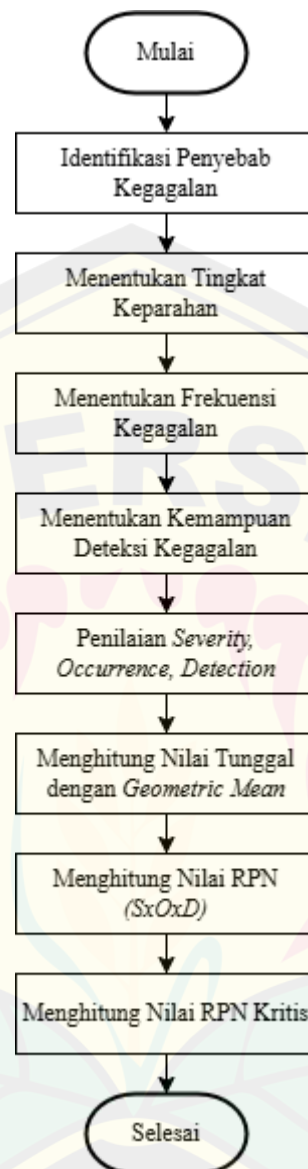 Mulai
Identifikasi Penyebab
Kegagalan
Menentukan Tingkat
Keparahan
Menentukan Frekuensi
Kegagalan
Menentukan Kemampuan
Deteksi Kegagalan
Penilaian Severity,
Occurrence, Detection
Menghitung Nilai Tunggal
dengan Geometric Mean
Menghitung Nilai RPN
(SxOxD)
Menghitung Nilai RPN Kritis
Selesai